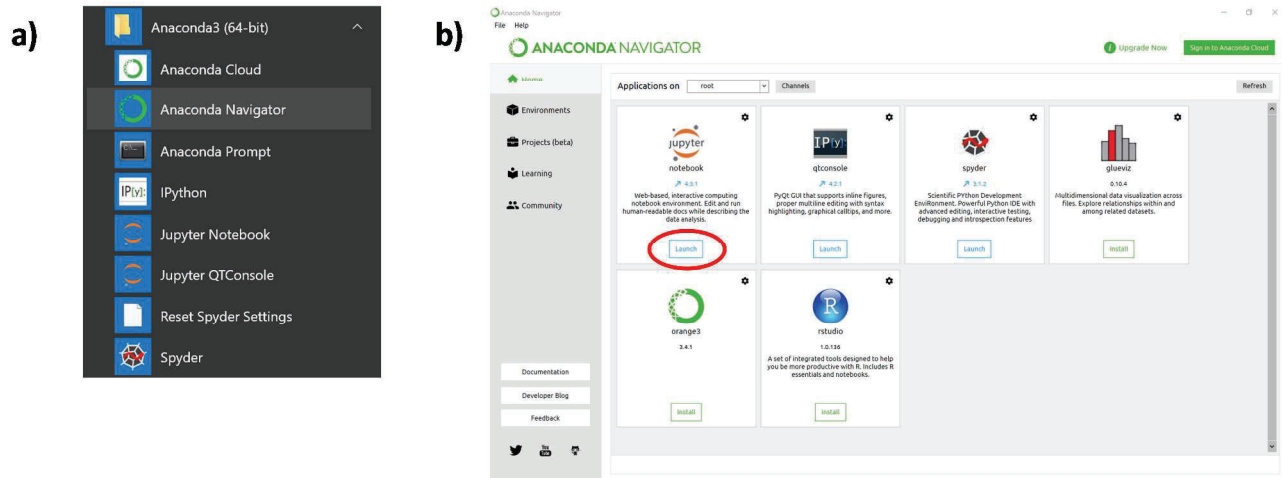 a)
Anaconda3 (64-bit)
Anaconda Cloud
Anaconda Navigator
Anaconda Prompt
IP[y]:
IPython
Jupyter Notebook
Jupyter QTConsole
Reset Spyder Settings
Spyder
b)
Anaconda Navigator
File Help
ANACONDA NAVIGATOR
Upgrade Now
Sign in to Anaconda Cloud
Home
Environments
Projects (beta)
Learning
Community
Documentation
Developer Blog
Feedback
You
Tube
Applications on root Channels Refresh
jupyter
notebook
4.3.1
Web-based, interactive computing
notebook environment. Edit and run
human-readable docs while describing the
data analysis.
Launch
IP[y]:
qtconsole
4.2.1
PyQt GUI that supports inline figures,
proper multiline editing with syntax
highlighting, graphical calltips, and more.
Launch
spyder
3.1.2
Scientific PYthon Development
EnviRonment. Powerful Python IDE with
advanced editing, interactive testing,
debugging and introspection features
Launch
glueviz
0.10.4
Multidimensional data visualization across
files. Explore relationships within and
among related datasets.
Install
orange3
3.4.1
Install
R
rstudio
1.0.136
A set of integrated tools designed to help
you be more productive with R. Includes R
essentials and notebooks.
Install